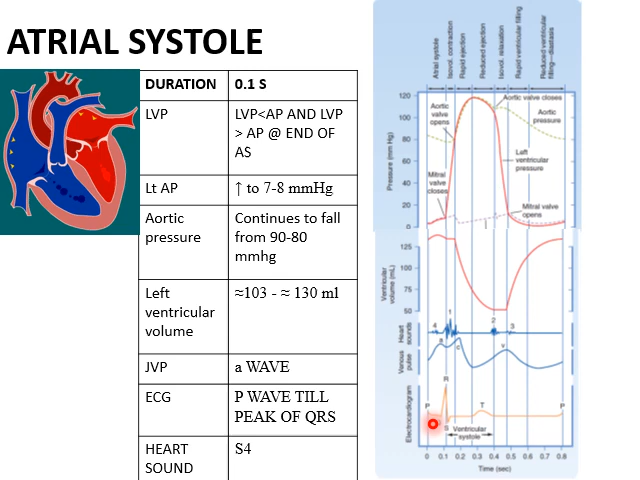 ATRIAL SYSTOLE
DURATION 0.1 S
LVP LVP<AP AND LVP
> AP @ END OF
AS
Lt AP ↑ to 7-8 mmHg
Aortic Continues to fall
pressure from 90-80
mmhg
Left ≈103 - ≈ 130 ml
ventricular
volume
JVP a WAVE
ECG P WAVE TILL
PEAK OF QRS
HEART S4
SOUND
Atrial systole
Isovol. contraction
Rapid ejection
Reduced ejection
Isovol. relaxation
Rapid ventricular filling
Reduced ventricular
filling—diastasis
Pressure (mm Hg)
120
100
80
60
40
20
0
Aortic
valve
opens
Aortic valve closes
Aortic
pressure
Left
ventricular
pressure
Mitral
valve
closes
Mitral valve
opens
Ventricular
volume (mL)
125
100
75
50
Heart
sounds
4 1 2 3
Venous
pulse
a c v
Electrocardiogram
P R S T P
Ventricular
systole
0 0.1 0.2 0.3 0.4 0.5 0.6 0.7 0.8
Time (sec)